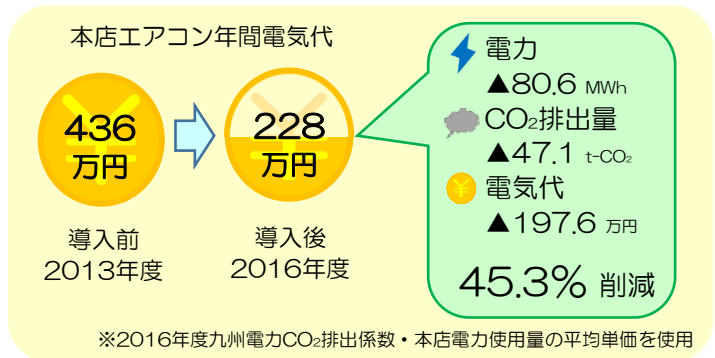 本店エアコン年間電気代
436
万円
228
万円
導入前
2013年度
導入後
2016年度
電力
▲80.6 MWh
CO₂排出量
▲47.1 t-CO₂
¥ 電気代
▲197.6 万円
45.3% 削減
※2016年度九州電力CO₂排出係数・本店電力使用量の平均単価を使用